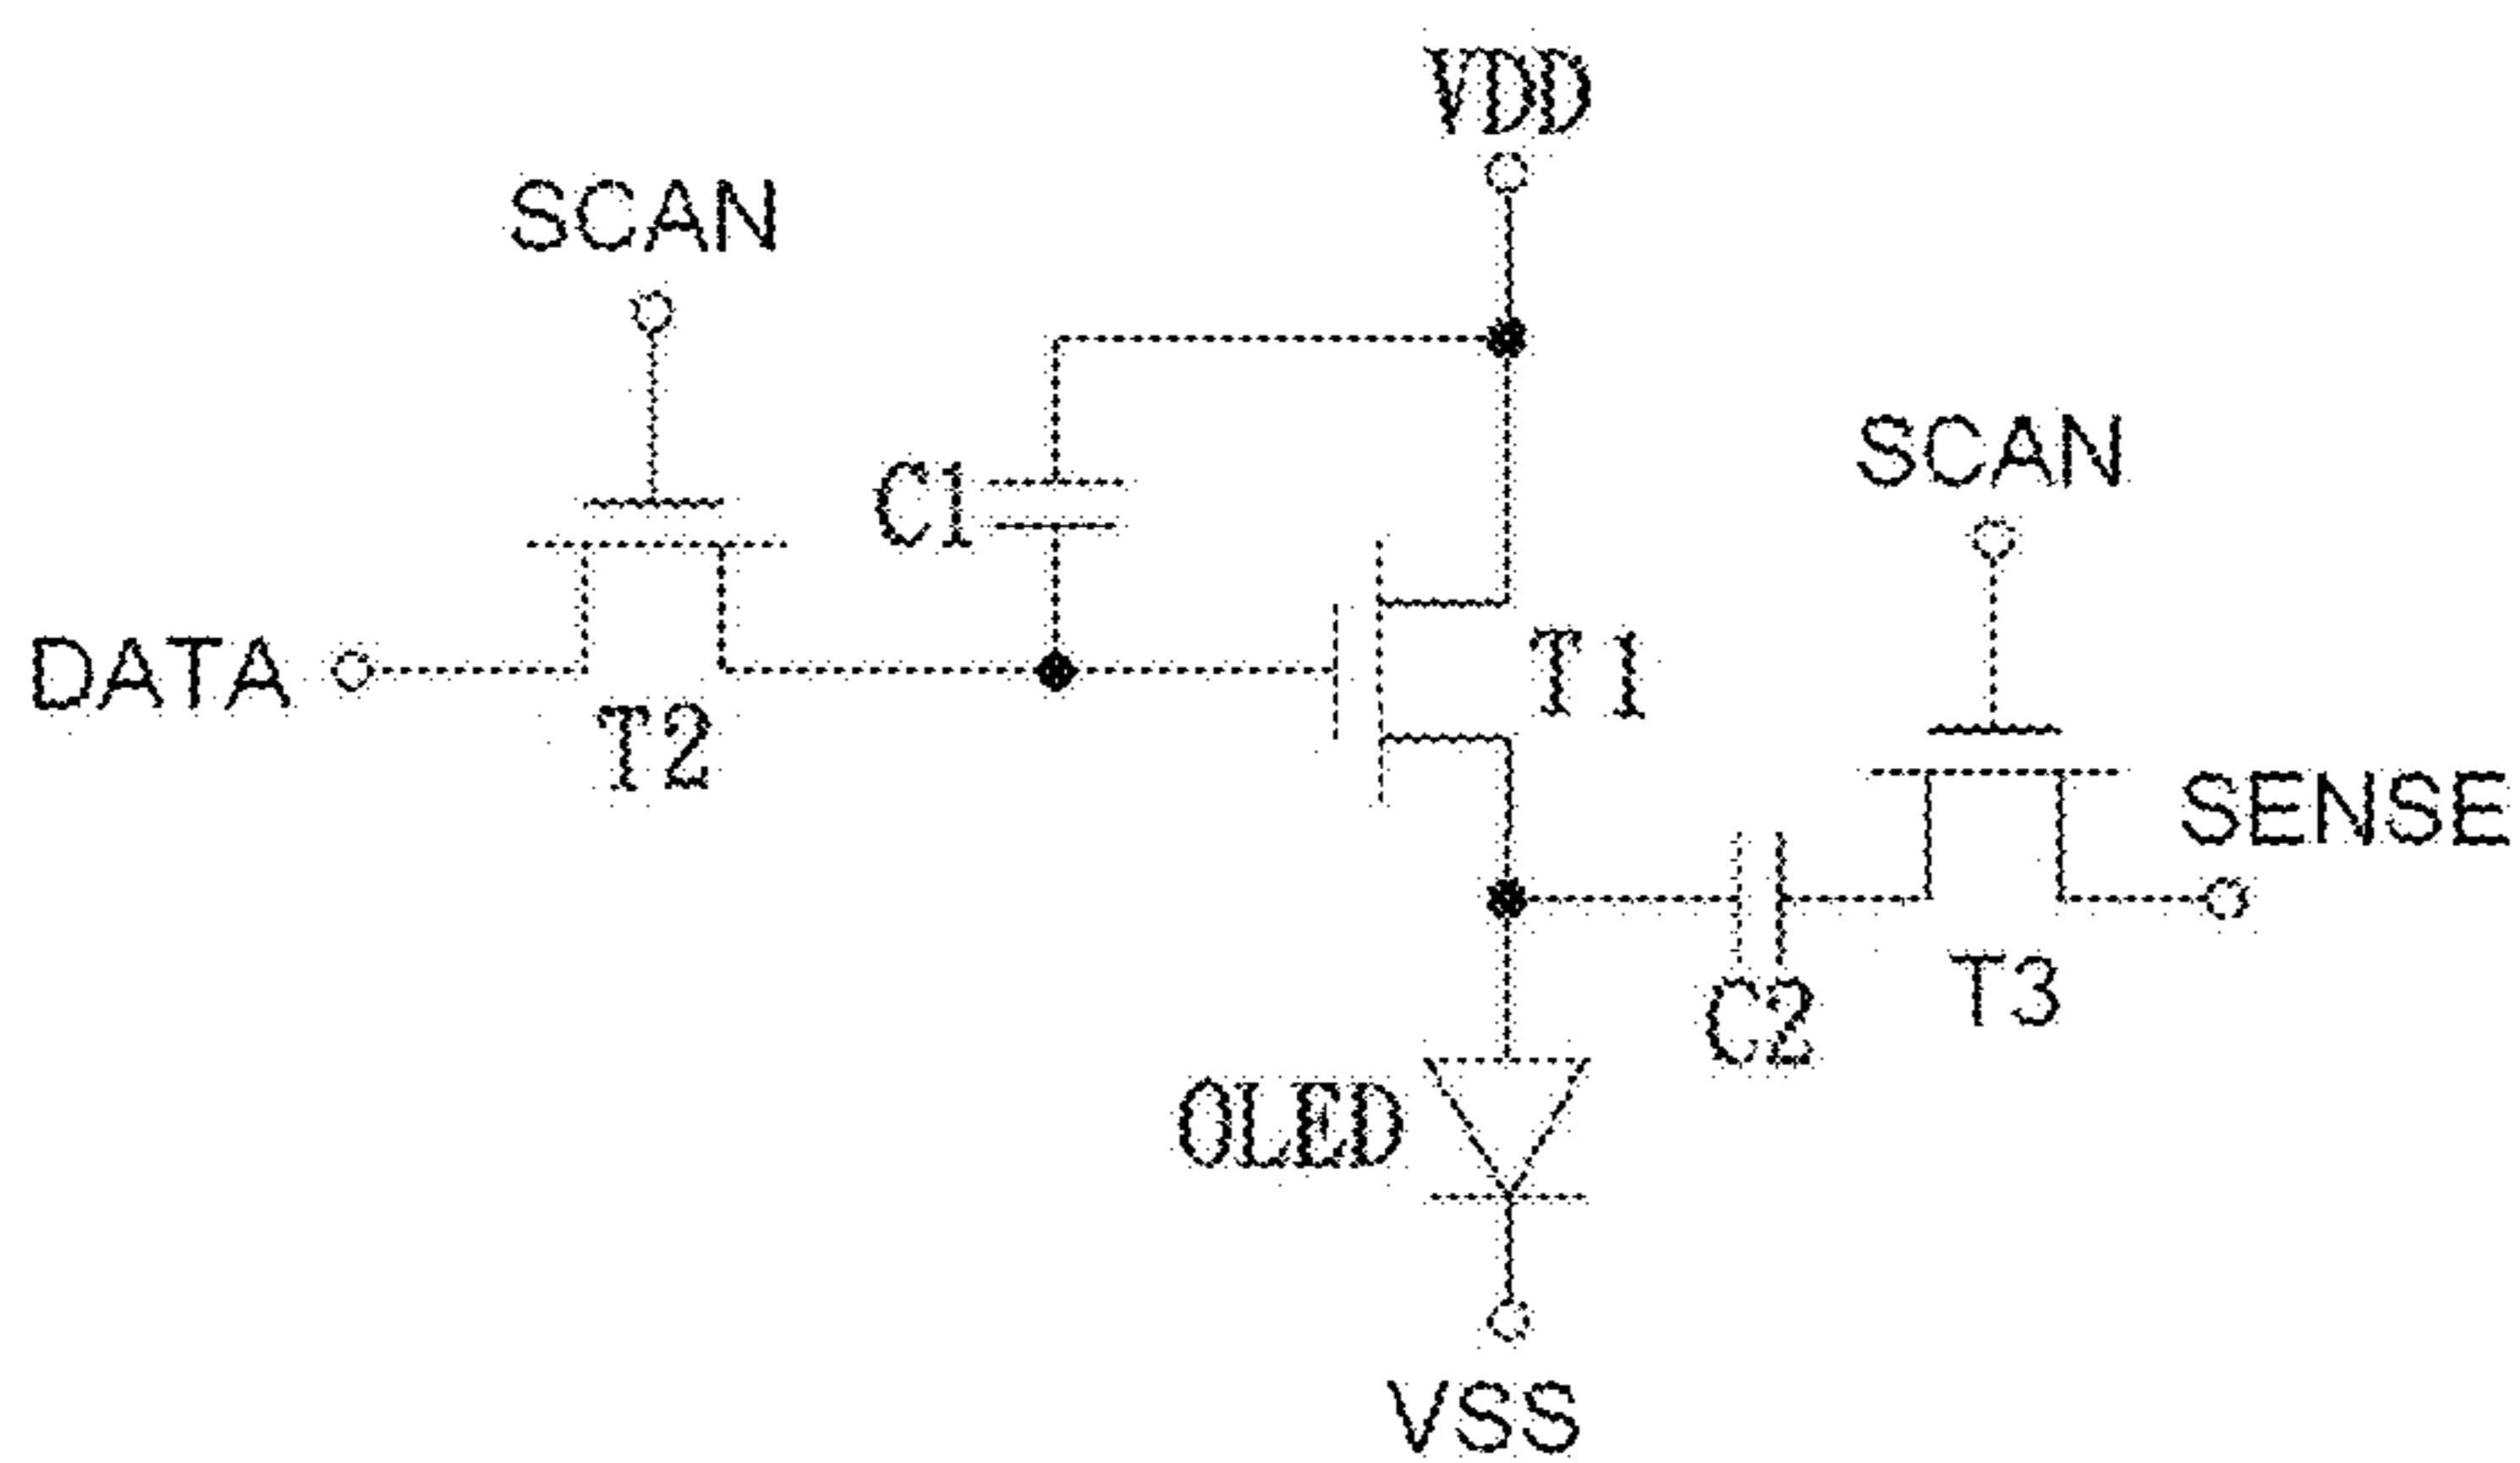 VDD
SCAN
SCAN
C1
DATA
T1
T2
SENSE
T3
C2
OLED
VSS